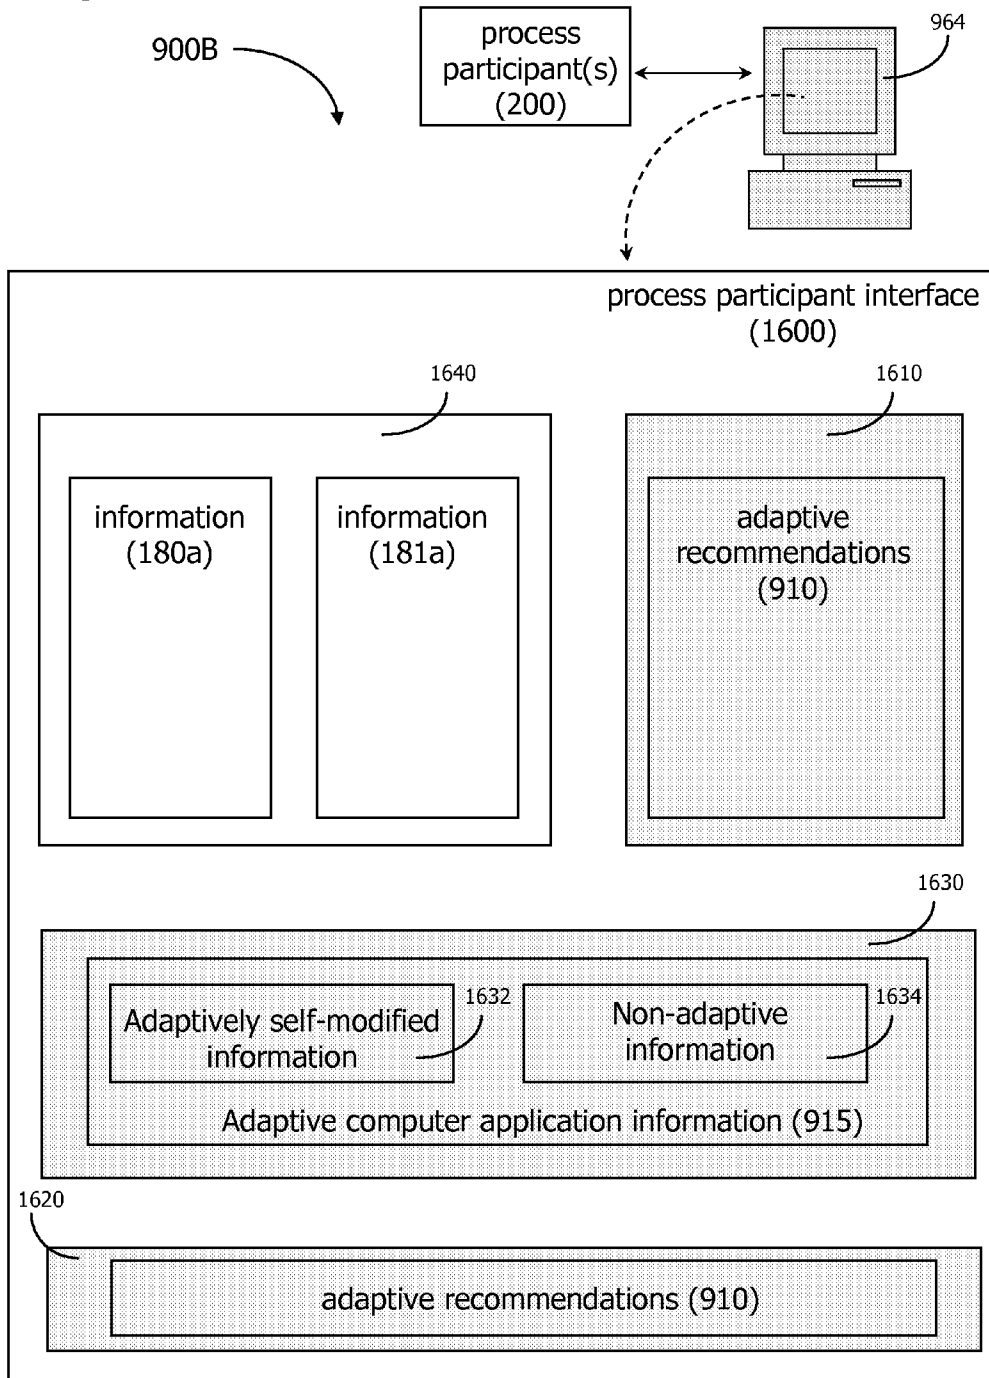 900B
process
participant(s)
(200)
964
process participant interface
(1600)
1640
1610
information
(180a)
information
(181a)
adaptive
recommendations
(910)
1630
Adaptively self-modified
information
1632
Non-adaptive
information
1634
Adaptive computer application information (915)
1620
adaptive recommendations (910)